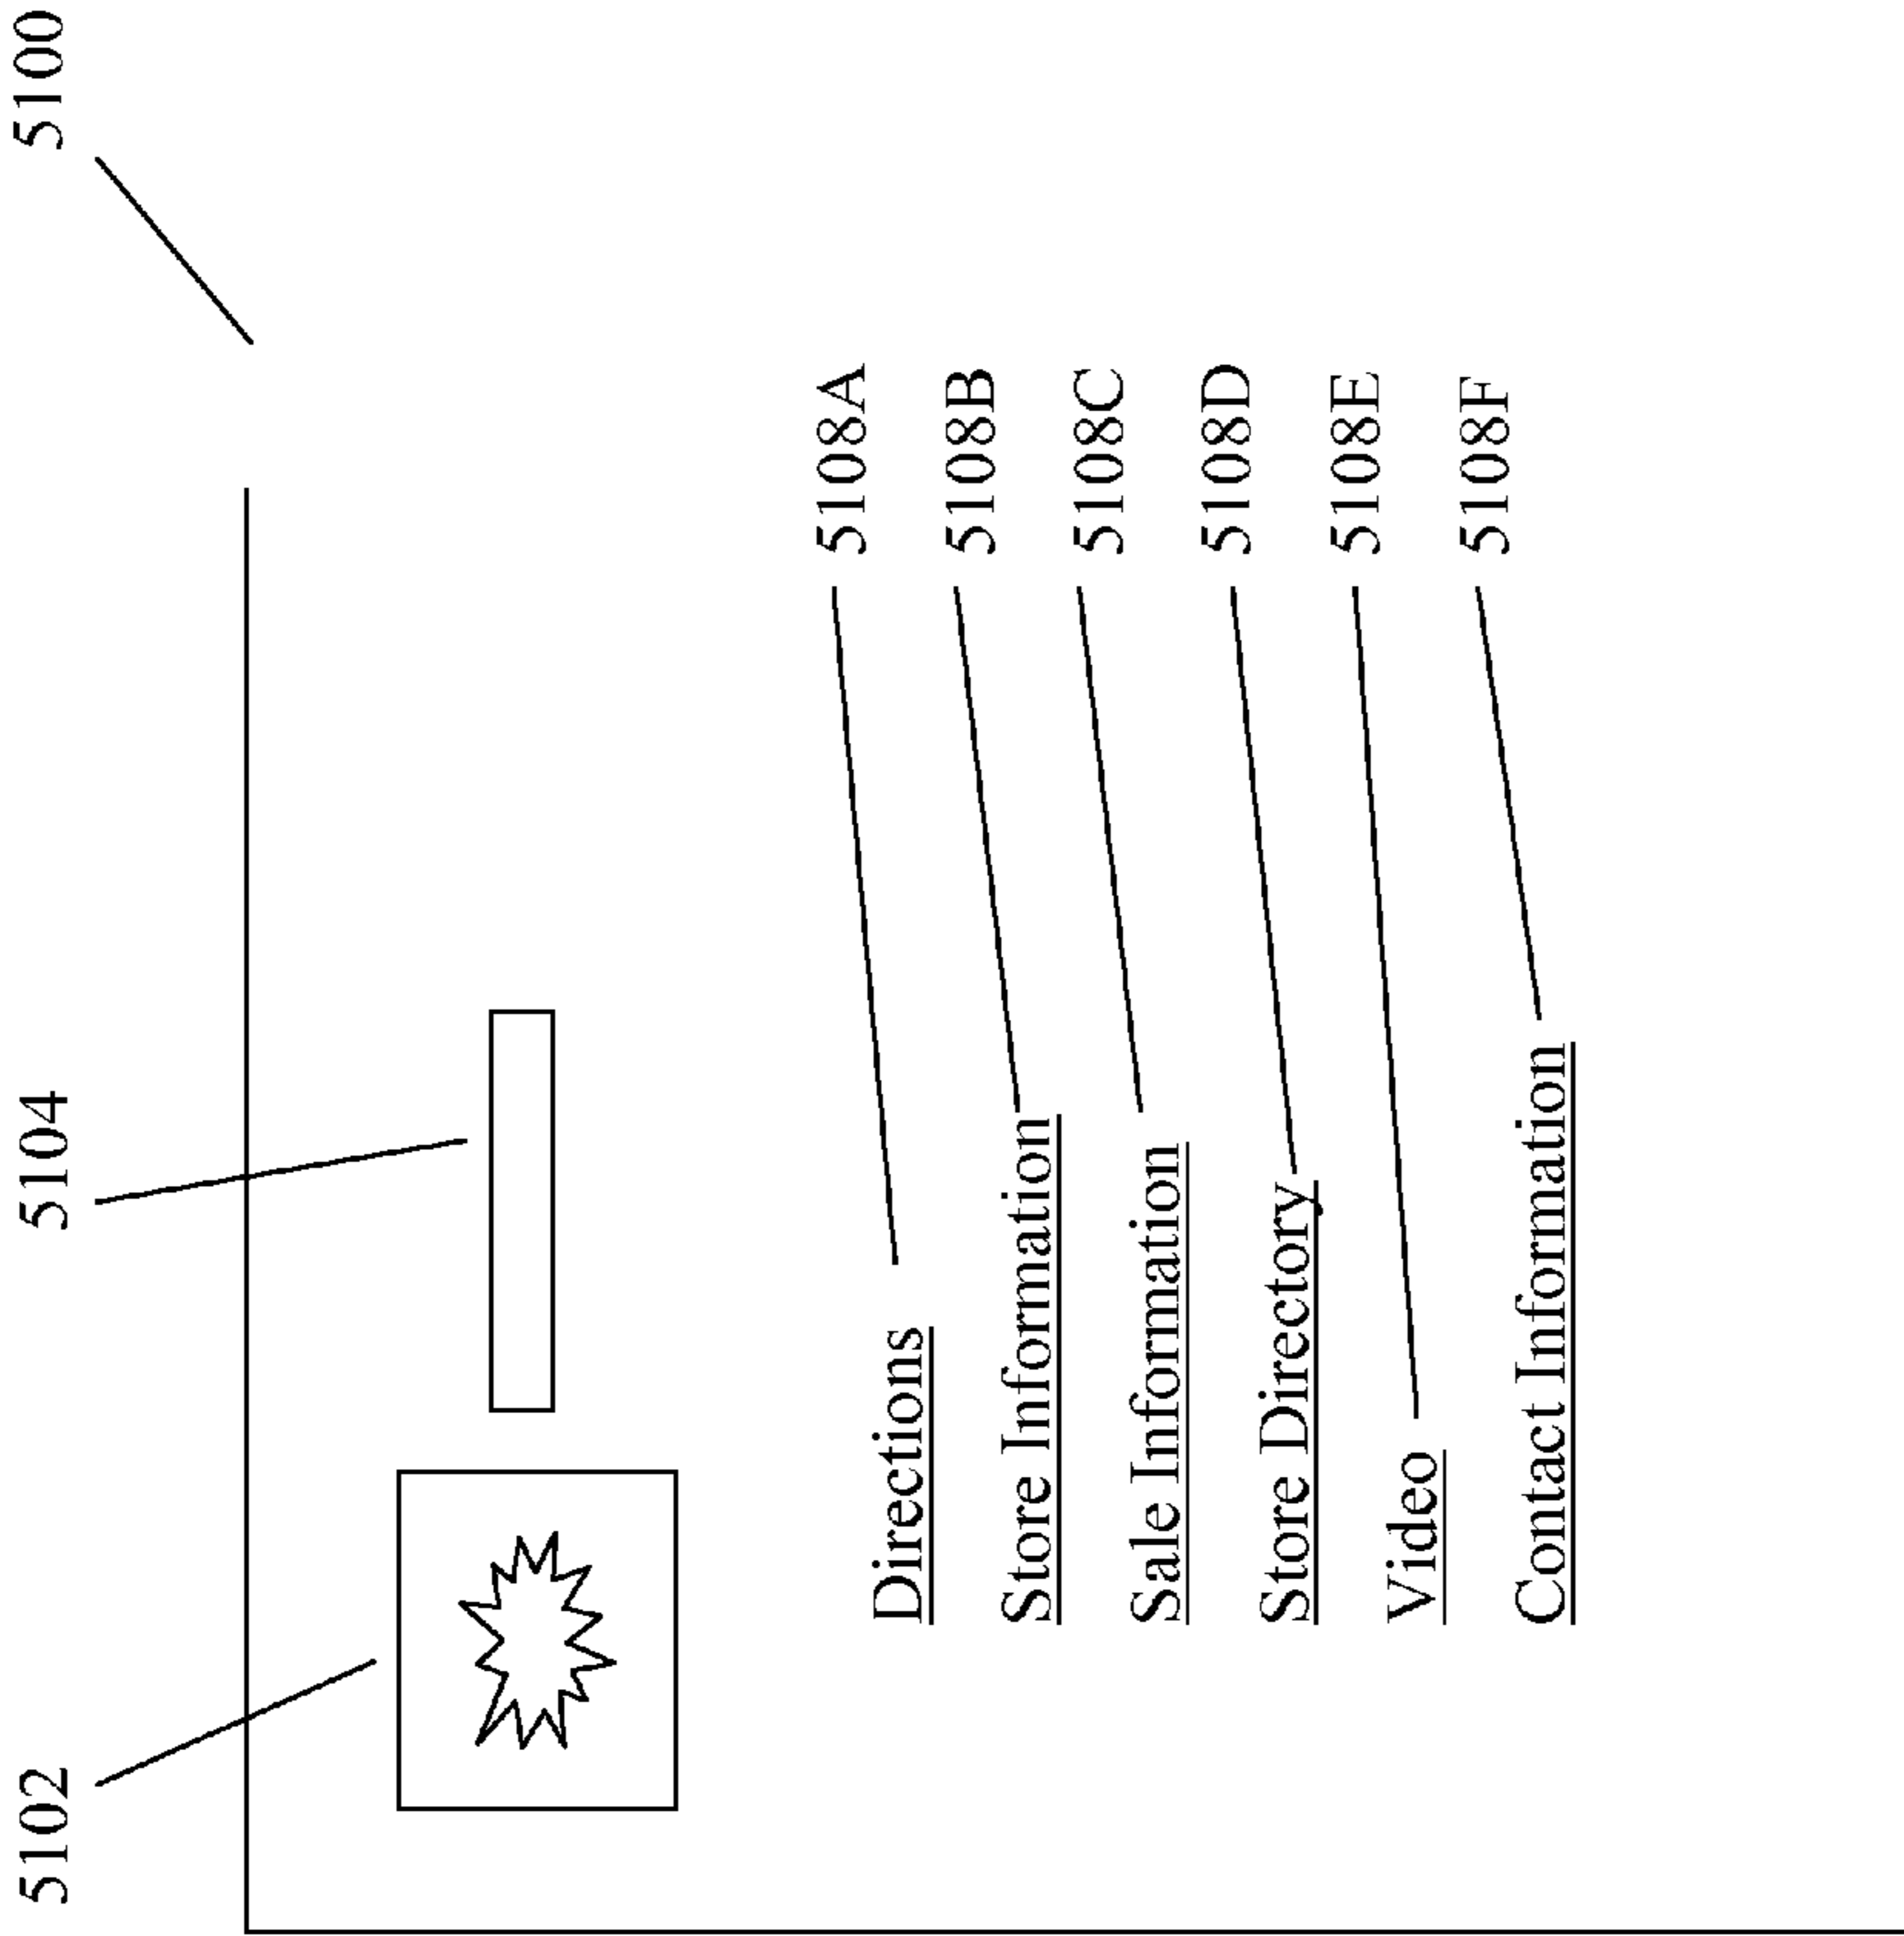 5102 5104 5100
Directions 5108A
Store Information 5108B
Sale Information 5108C
Store Directory 5108D
Video 5108E
Contact Information 5108F